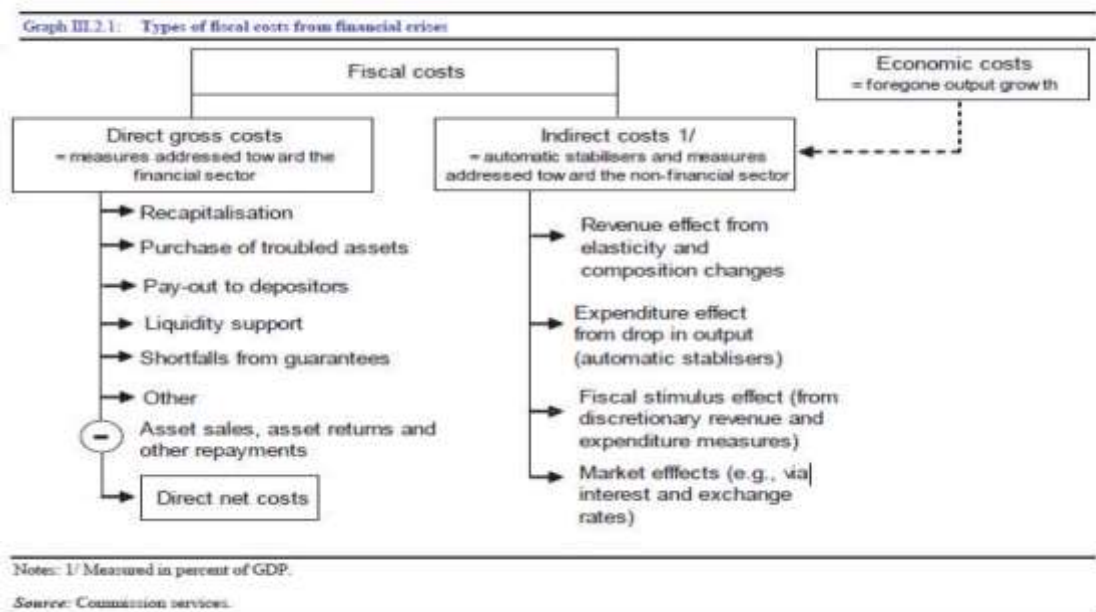 Graph III.2.1: Types of fiscal costs from financial crises
Fiscal costs
Economic costs
= foregone output growth
Direct gross costs
= measures addressed toward the
financial sector
Indirect costs 1/
= automatic stabilisers and measures
addressed toward the non-financial sector
Recapitalisation
Purchase of troubled assets
Pay-out to depositors
Liquidity support
Shortfalls from guarantees
Other
Asset sales, asset returns and
other repayments
Direct net costs
Revenue effect from
elasticity and
composition changes
Expenditure effect
from drop in output
(automatic stablisers)
Fiscal stimulus effect (from
discretionary revenue and
expenditure measures)
Market efffects (e.g., via
interest and exchange
rates)
Notes: 1/ Measured in percent of GDP.
Source: Commission services.